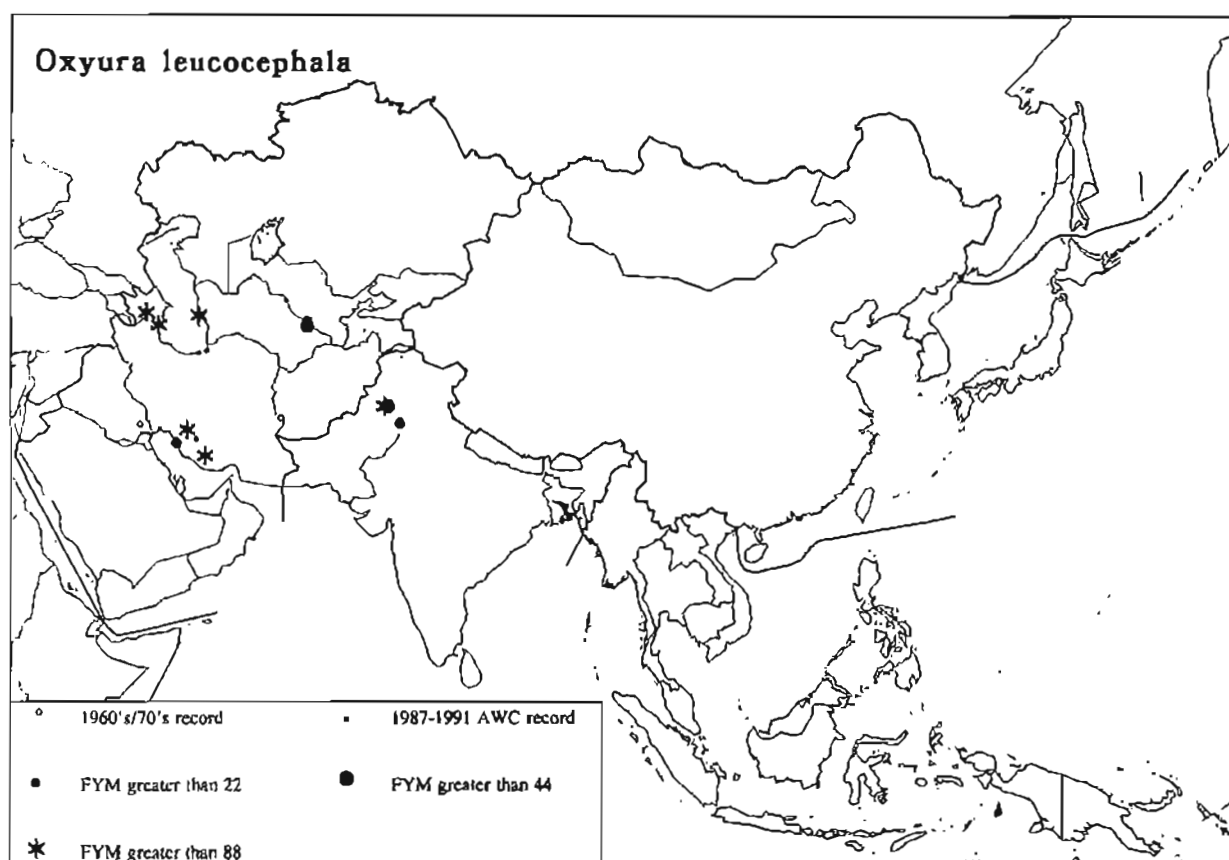 Oxyura leucocephala
1960's/70's record
1987-1991 AWC record
FYM greater than 22
FYM greater than 44
FYM greater than 88